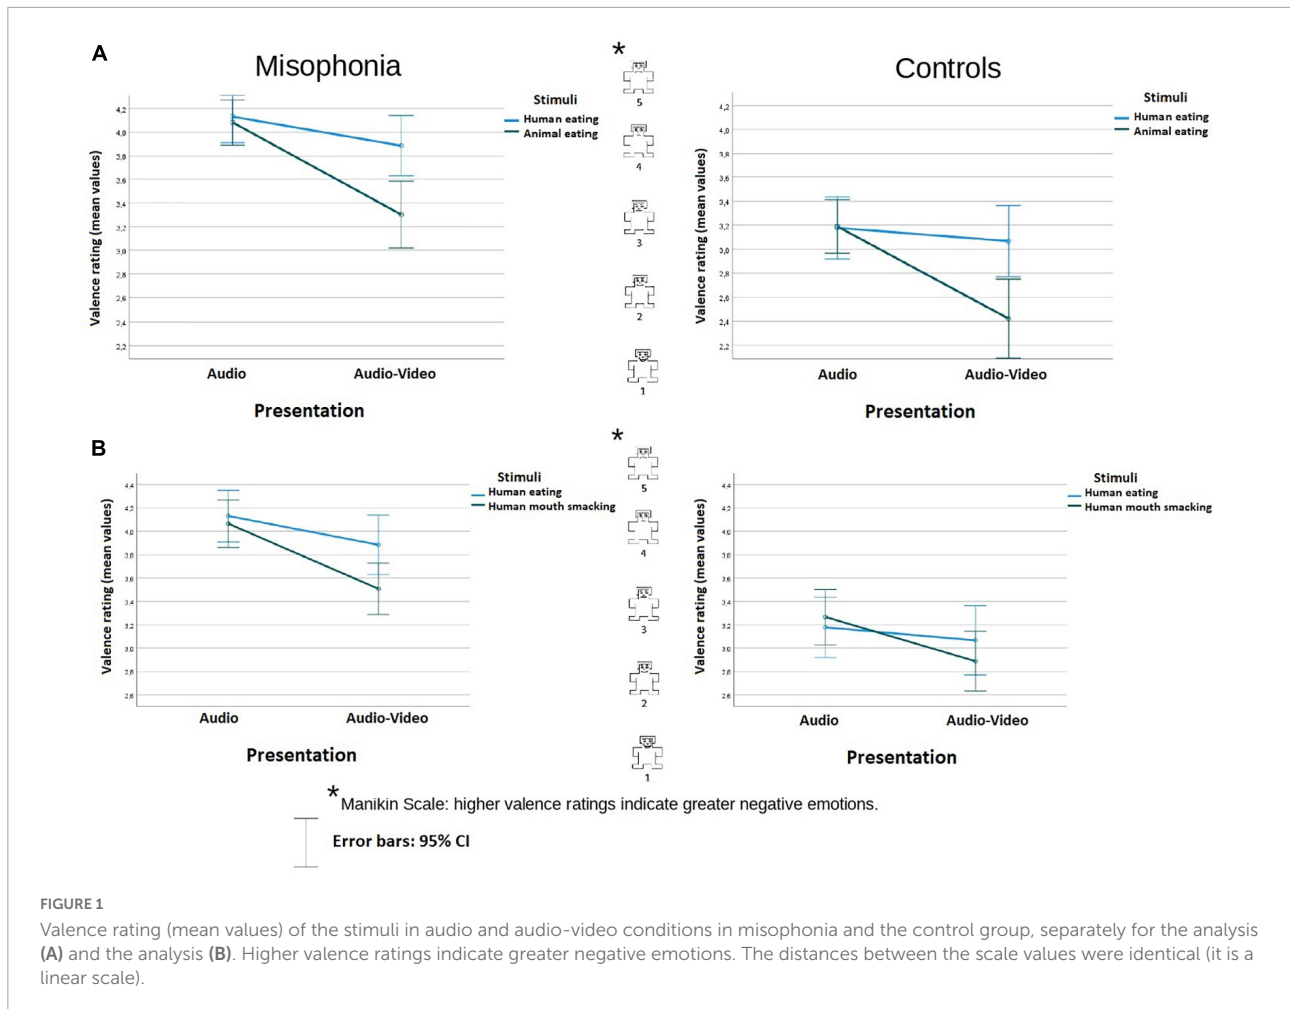 A
Misophonia
*
Controls
Stimuli
Human eating
Animal eating
4,2
4,0
3,8
3,6
3,4
3,2
3,0
2,8
2,6
2,4
2,2
Valence rating (mean values)
Audio
Audio-Video
Presentation
5
4
3
2
1
Stimuli
Human eating
Animal eating
4,2
4,0
3,8
3,6
3,4
3,2
3,0
2,8
2,6
2,4
2,2
Valence rating (mean values)
Audio
Audio-Video
Presentation
B
Stimuli
Human eating
Human mouth smacking
4,4
4,2
4,0
3,8
3,6
3,4
3,2
3,0
2,8
2,6
Valence rating (mean values)
Audio
Audio-Video
Presentation
*
5
4
3
2
1
Stimuli
Human eating
Human mouth smacking
4,4
4,2
4,0
3,8
3,6
3,4
3,2
3,0
2,8
2,6
Valence rating (mean values)
Audio
Audio-Video
Presentation
* Manikin Scale: higher valence ratings indicate greater negative emotions.
Error bars: 95% CI
FIGURE 1
Valence rating (mean values) of the stimuli in audio and audio-video conditions in misophonia and the control group, separately for the analysis
(A) and the analysis (B). Higher valence ratings indicate greater negative emotions. The distances between the scale values were identical (it is a
linear scale).